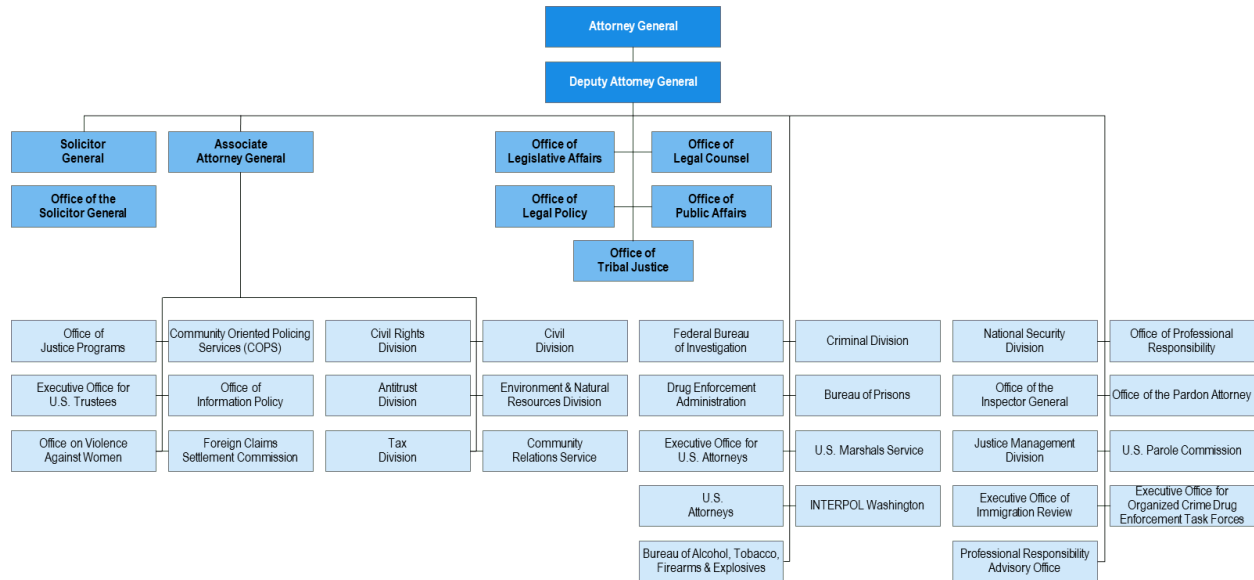 Attorney General
Deputy Attorney General
Solicitor
General
Associate
Attorney General
Office of
Legislative Affairs
Office of
Legal Counsel
Office of the
Solicitor General
Office of
Legal Policy
Office of
Public Affairs
Office of
Tribal Justice
Office of
Justice Programs
Community Oriented Policing
Services (COPS)
Civil Rights
Division
Civil
Division
Federal Bureau
of Investigation
Criminal Division
National Security
Division
Office of Professional
Responsibility
Executive Office for
U.S. Trustees
Office of
Information Policy
Antitrust
Division
Environment & Natural
Resources Division
Drug Enforcement
Administration
Bureau of Prisons
Office of the
Inspector General
Office of the Pardon Attorney
Office on Violence
Against Women
Foreign Claims
Settlement Commission
Tax
Division
Community
Relations Service
Executive Office for
U.S. Attorneys
U.S. Marshals Service
Justice Management
Division
U.S. Parole Commission
U.S.
Attorneys
INTERPOL Washington
Executive Office of
Immigration Review
Executive Office for
Organized Crime Drug
Enforcement Task Forces
Bureau of Alcohol, Tobacco,
Firearms & Explosives
Professional Responsibility
Advisory Office